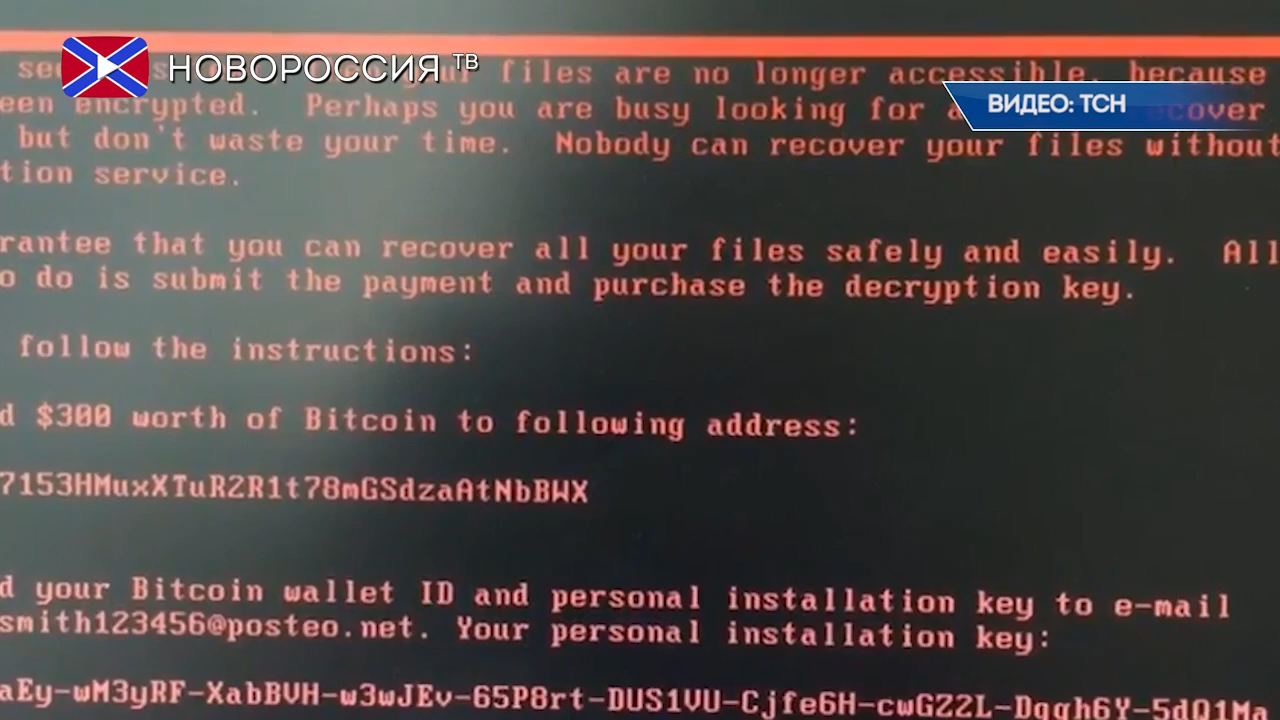 НОВОРОССИЯ ТВ
ВИДЕО: ТСН
files are no longer accessible, because
een encrypted. Perhaps you are busy looking for a
but don't waste your time. Nobody can recover your files without
tion service.
rantee that you can recover all your files safely and easily. All
o do is submit the payment and purchase the decryption key.
follow the instructions:
d $300 worth of Bitcoin to following address:
7153HMuxXTuR2R1t78mGSdzaAtNbBWX
d your Bitcoin wallet ID and personal installation key to e-mail
smith123456@posteo.net. Your personal installation key:
aEy-wM3yRF-XabBVH-w3wJEv-65P8rt-DUS1VU-Cjfe6H-cwGZ2L-Dggh6Y-5dQ1Ma